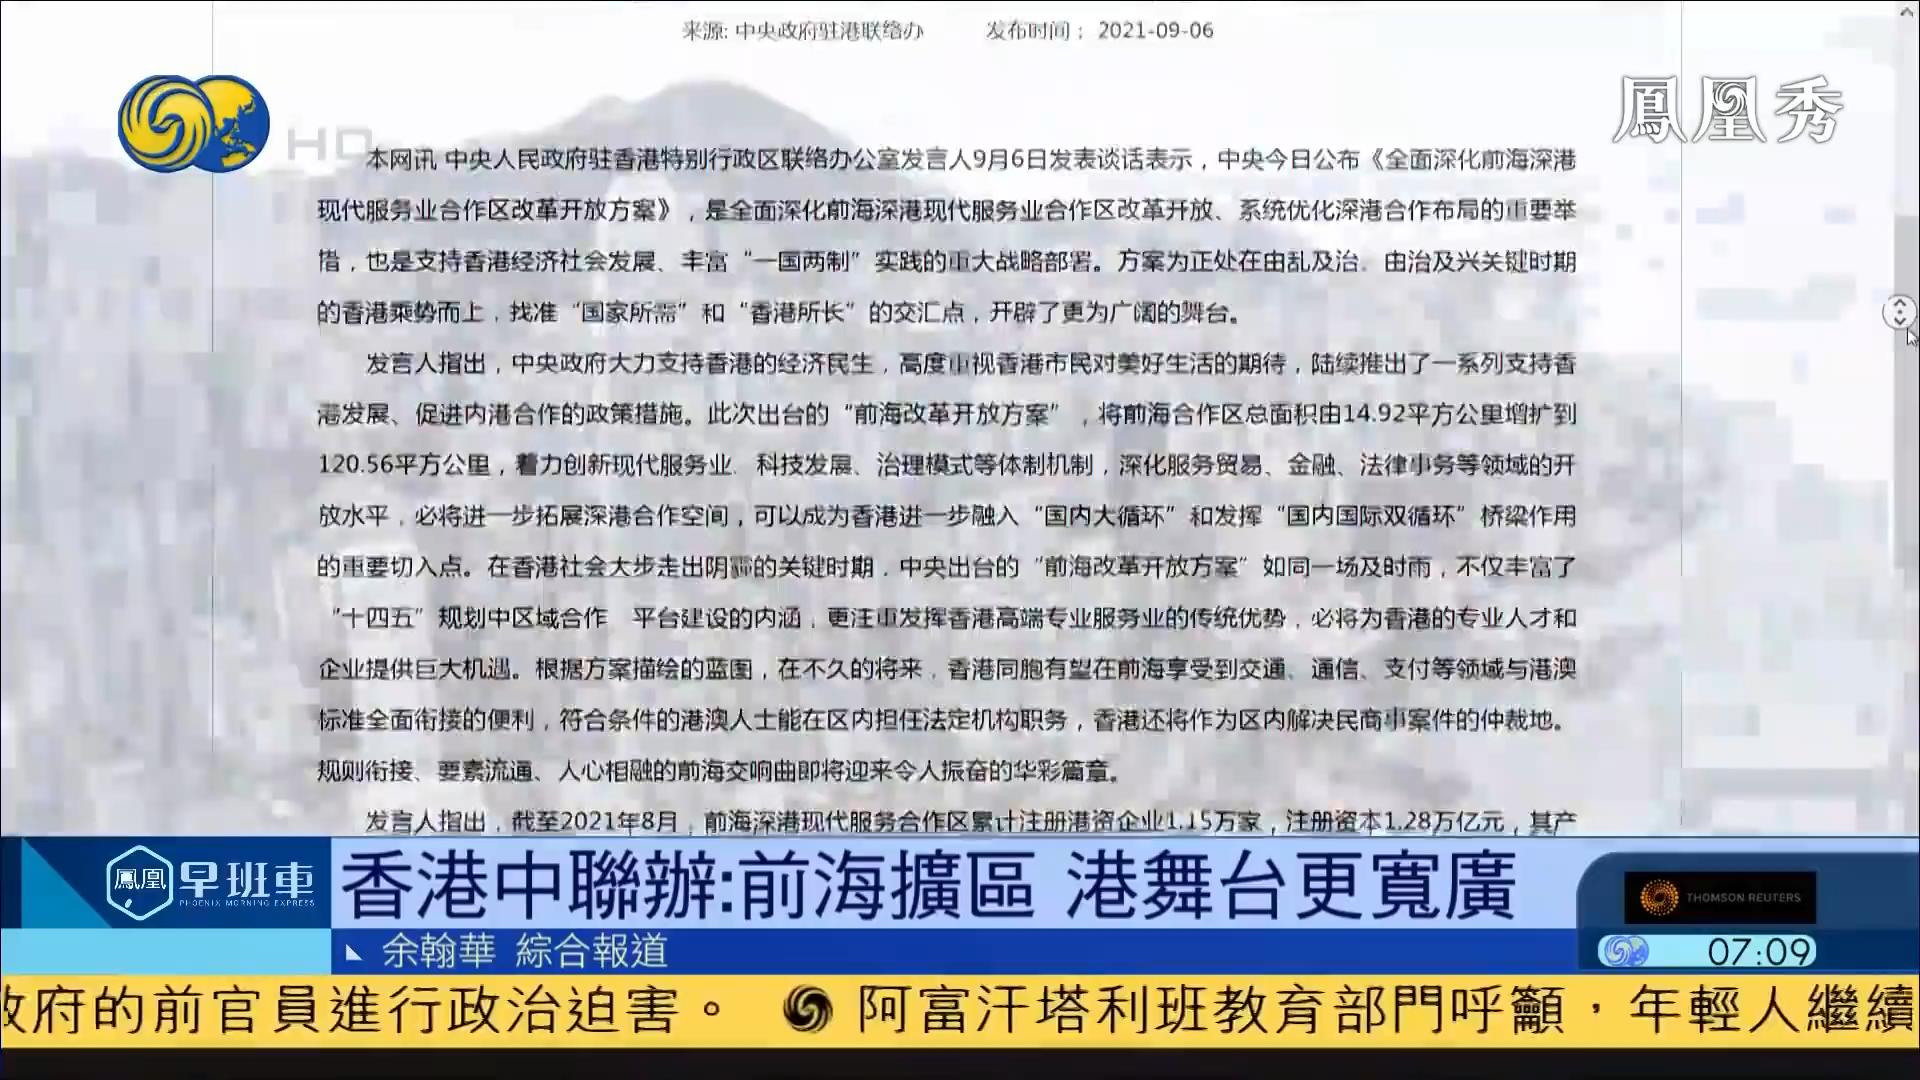 来源: 中央政府驻港联络办 发布时间： 2021-09-06
鳳凰秀
HD
本网讯 中央人民政府驻香港特别行政区联络办公室发言人9月6日发表谈话表示，中央今日公布《全面深化前海深港
现代服务业合作区改革开放方案》，是全面深化前海深港现代服务业合作区改革开放、系统优化深港合作布局的重要举
措，也是支持香港经济社会发展、丰富“一国两制”实践的重大战略部署。方案为正处在由乱及治、由治及兴关键时期
的香港乘势而上，找准“国家所需”和“香港所长”的交汇点，开辟了更为广阔的舞台。
发言人指出，中央政府大力支持香港的经济民生，高度重视香港市民对美好生活的期待，陆续推出了一系列支持香
港发展、促进内港合作的政策措施。此次出台的“前海改革开放方案”，将前海合作区总面积由14.92平方公里增扩到
120.56平方公里，着力创新现代服务业、科技发展、治理模式等体制机制，深化服务贸易、金融、法律事务等领域的开
放水平，必将进一步拓展深港合作空间，可以成为香港进一步融入“国内大循环”和发挥“国内国际双循环”桥梁作用
的重要切入点。在香港社会大步走出阴霾的关键时期，中央出台的“前海改革开放方案”如同一场及时雨，不仅丰富了
“十四五”规划中区域合作 平台建设的内涵，更注重发挥香港高端专业服务业的传统优势，必将为香港的专业人才和
企业提供巨大机遇。根据方案描绘的蓝图，在不久的将来，香港同胞有望在前海享受到交通、通信、支付等领域与港澳
标准全面衔接的便利，符合条件的港澳人士能在区内担任法定机构职务，香港还将作为区内解决民商事案件的仲裁地。
规则衔接、要素流通、人心相融的前海交响曲即将迎来令人振奋的华彩篇章。
发言人指出，截至2021年8月，前海深港现代服务合作区累计注册港资企业1.15万家，注册资本1.28万亿元，其产
鳳凰 早班車
PHOENIX MORNING EXPRESS
香港中聯辦:前海擴區 港舞台更寬廣
THOMSON REUTERS
余翰華 綜合報道
07:09
政府的前官員進行政治迫害。 阿富汗塔利班教育部門呼籲，年輕人繼續